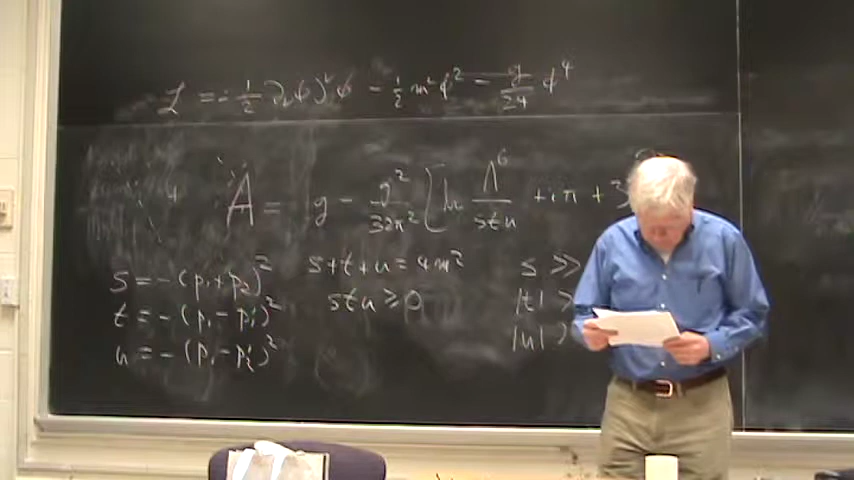 ℒ = - 1/2 ∂μφ)² φ - 1/2 m²φ² - g/24 φ⁴
A = g - g²/32π² [ln Λ⁶/stu + iπ + 3
s = -(p₁+p₂)² s+t+u = 4m² s ≫
t = -(p₁-p₁')² stu ≥ 0 |t| >
u = -(p₁-p₂')² |u| >